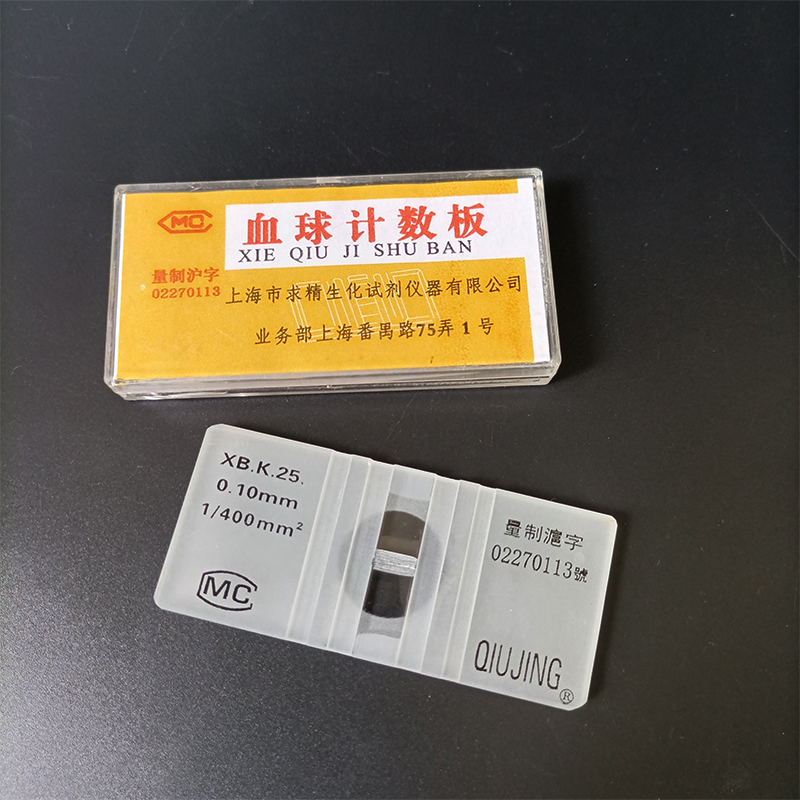 MC
血球计数板
XIE QIU JI SHU BAN
量制沪字
02270113
上海市求精生化试剂仪器有限公司
业务部上海番禺路75弄 1 号
XB.K.25.
0.10mm
1/400mm²
MC
量制滬字
02270113號
QIUJING®